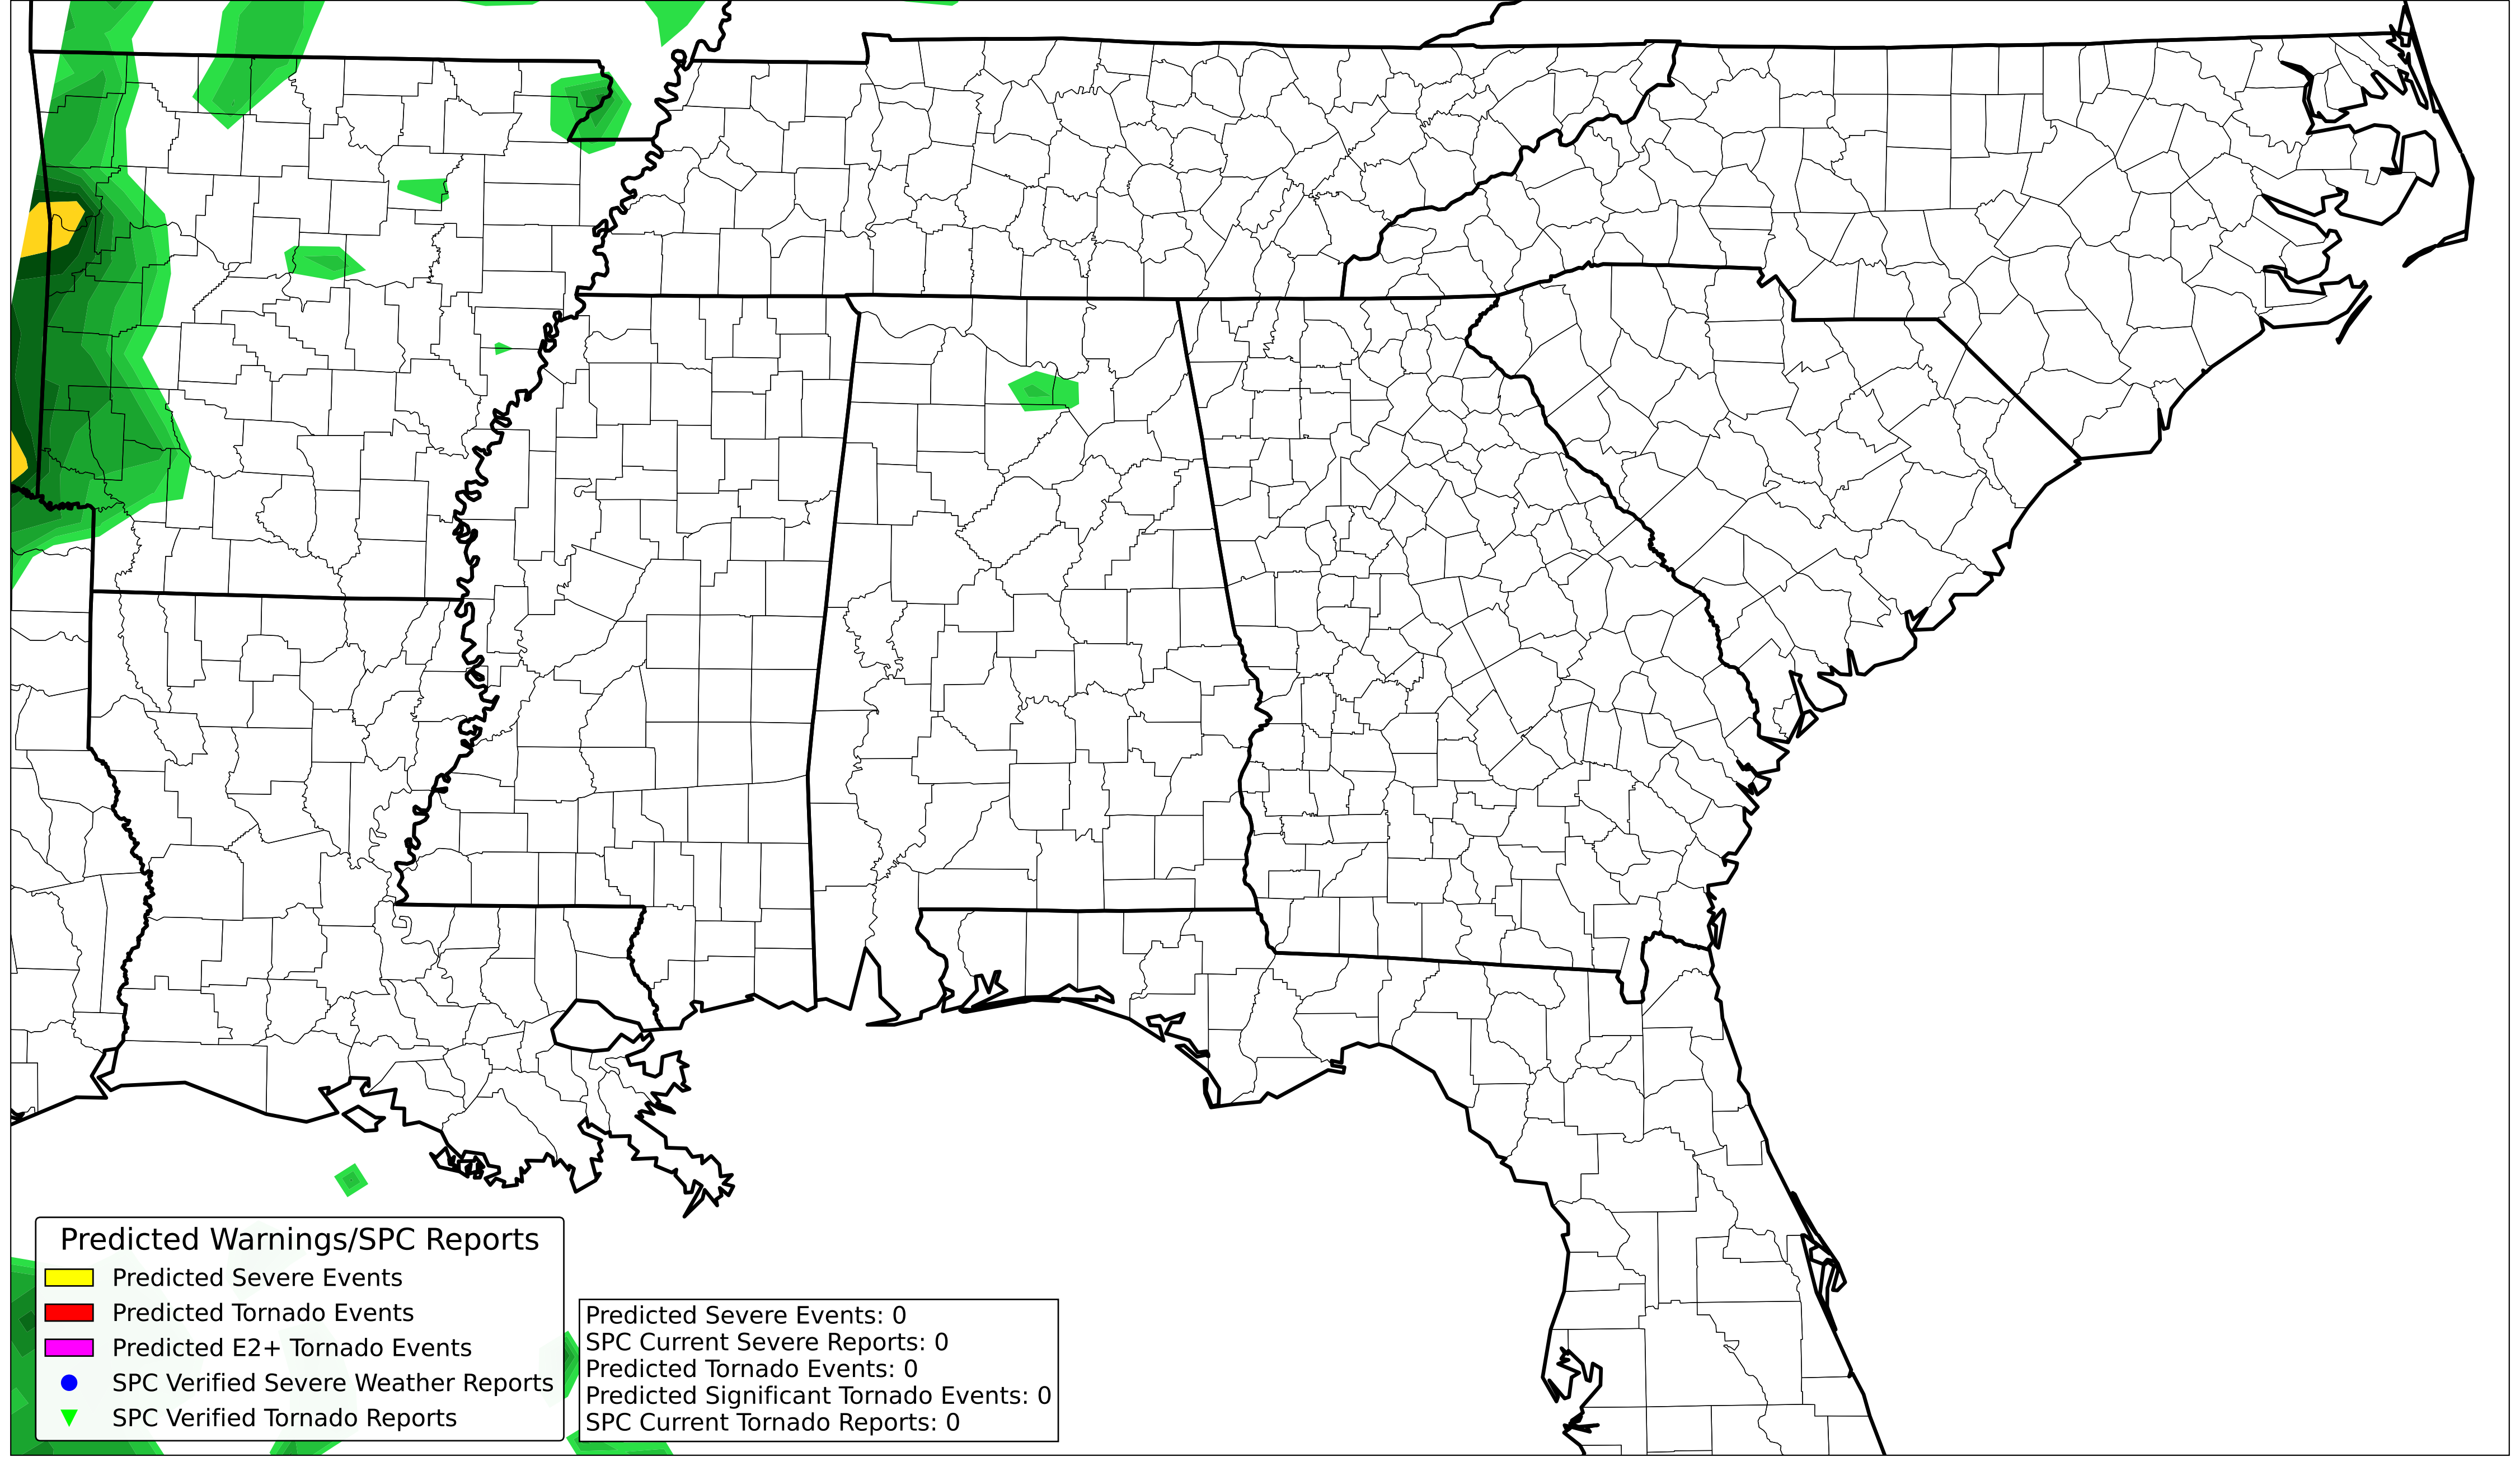 Predicted Warnings/SPC Reports
Predicted Severe Events
Predicted Tornado Events
Predicted E2+ Tornado Events
SPC Verified Severe Weather Reports
SPC Verified Tornado Reports
Predicted Severe Events: 0
SPC Current Severe Reports: 0
Predicted Tornado Events: 0
Predicted Significant Tornado Events: 0
SPC Current Tornado Reports: 0